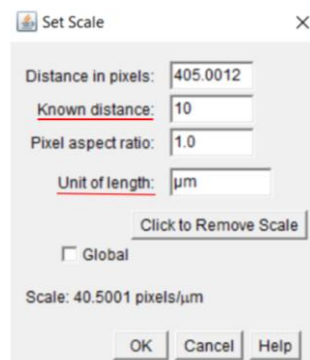 Set Scale
Distance in pixels: 405.0012
Known distance: 10
Pixel aspect ratio: 1.0
Unit of length: µm
Click to Remove Scale
Global
Scale: 40.5001 pixels/µm
OK Cancel Help